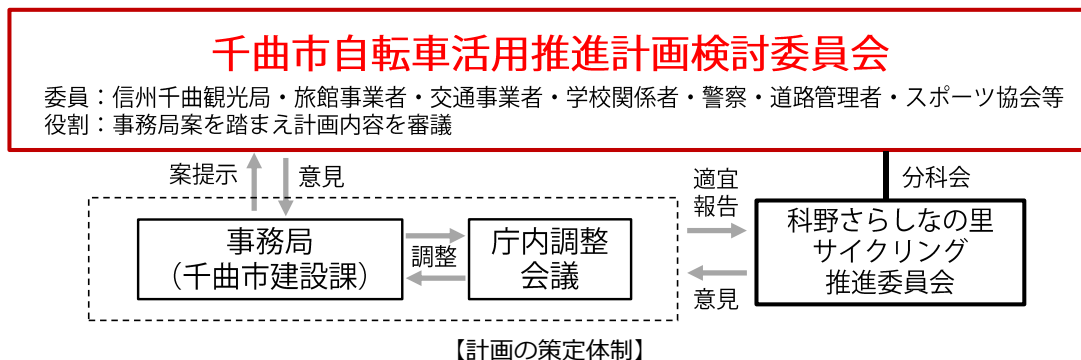 千曲市自転車活用推進計画検討委員会
委員：信州千曲観光局・旅館事業者・交通事業者・学校関係者・警察・道路管理者・スポーツ協会等
役割：事務局案を踏まえ計画内容を審議
案提示
意見
適宜
報告
分科会
事務局
（千曲市建設課）
調整
庁内調整
会議
意見
科野さらしなの里
サイクリング
推進委員会
【計画の策定体制】